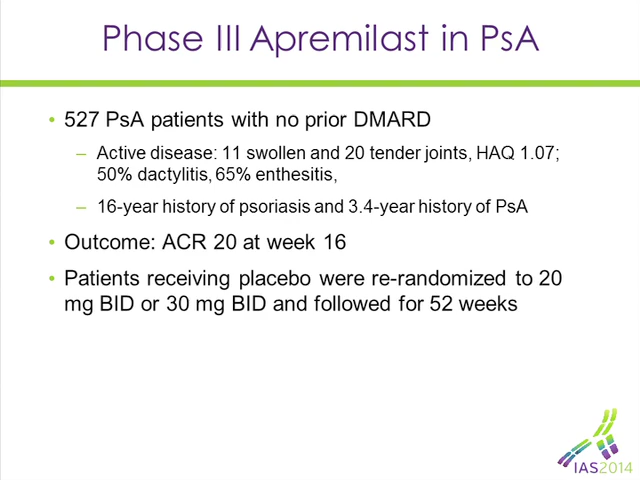 Phase III Apremilast in PsA
• 527 PsA patients with no prior DMARD
– Active disease: 11 swollen and 20 tender joints, HAQ 1.07;
50% dactylitis, 65% enthesitis,
– 16-year history of psoriasis and 3.4-year history of PsA
• Outcome: ACR 20 at week 16
• Patients receiving placebo were re-randomized to 20
mg BID or 30 mg BID and followed for 52 weeks
IAS2014